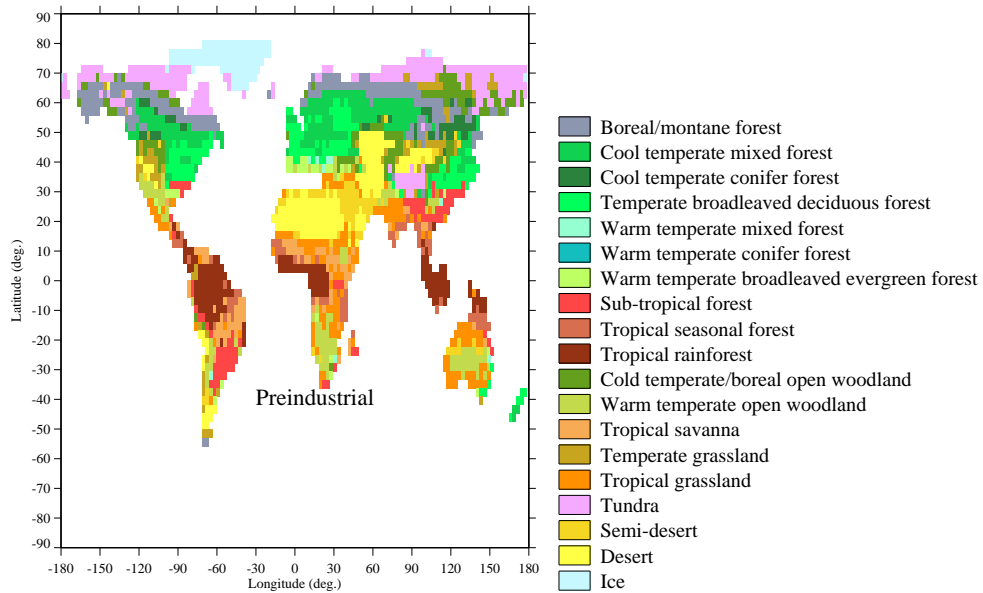 90
80
70
60
50
40
30
20
10
0
-10
-20
-30
-40
-50
-60
-70
-80
-90
Latitude (deg.)
Preindustrial
-180 -150 -120 -90 -60 -30 0 30 60 90 120 150 180
Longitude (deg.)
Boreal/montane forest
Cool temperate mixed forest
Cool temperate conifer forest
Temperate broadleaved deciduous forest
Warm temperate mixed forest
Warm temperate conifer forest
Warm temperate broadleaved evergreen forest
Sub-tropical forest
Tropical seasonal forest
Tropical rainforest
Cold temperate/boreal open woodland
Warm temperate open woodland
Tropical savanna
Temperate grassland
Tropical grassland
Tundra
Semi-desert
Desert
Ice